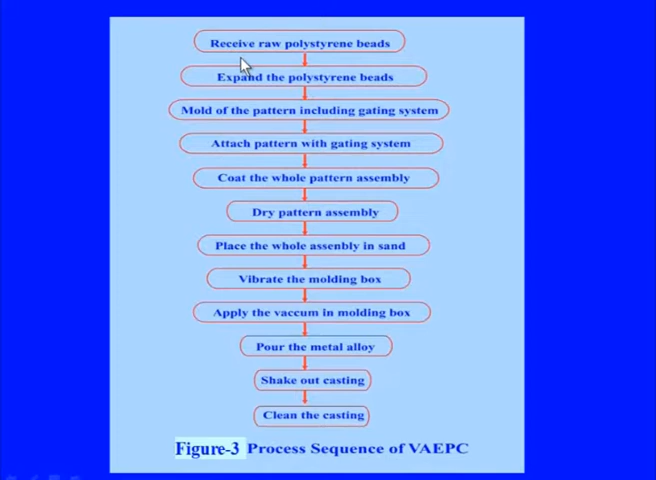 Receive raw polystyrene beads
Expand the polystyrene beads
Mold of the pattern including gating system
Attach pattern with gating system
Coat the whole pattern assembly
Dry pattern assembly
Place the whole assenbly in sand
Vibrate the molding box
Apply the vaccum in molding box
Pour the metal alloy
Shake out casting
Clean the casting
Figure-3 Process Sequence of VAEPC